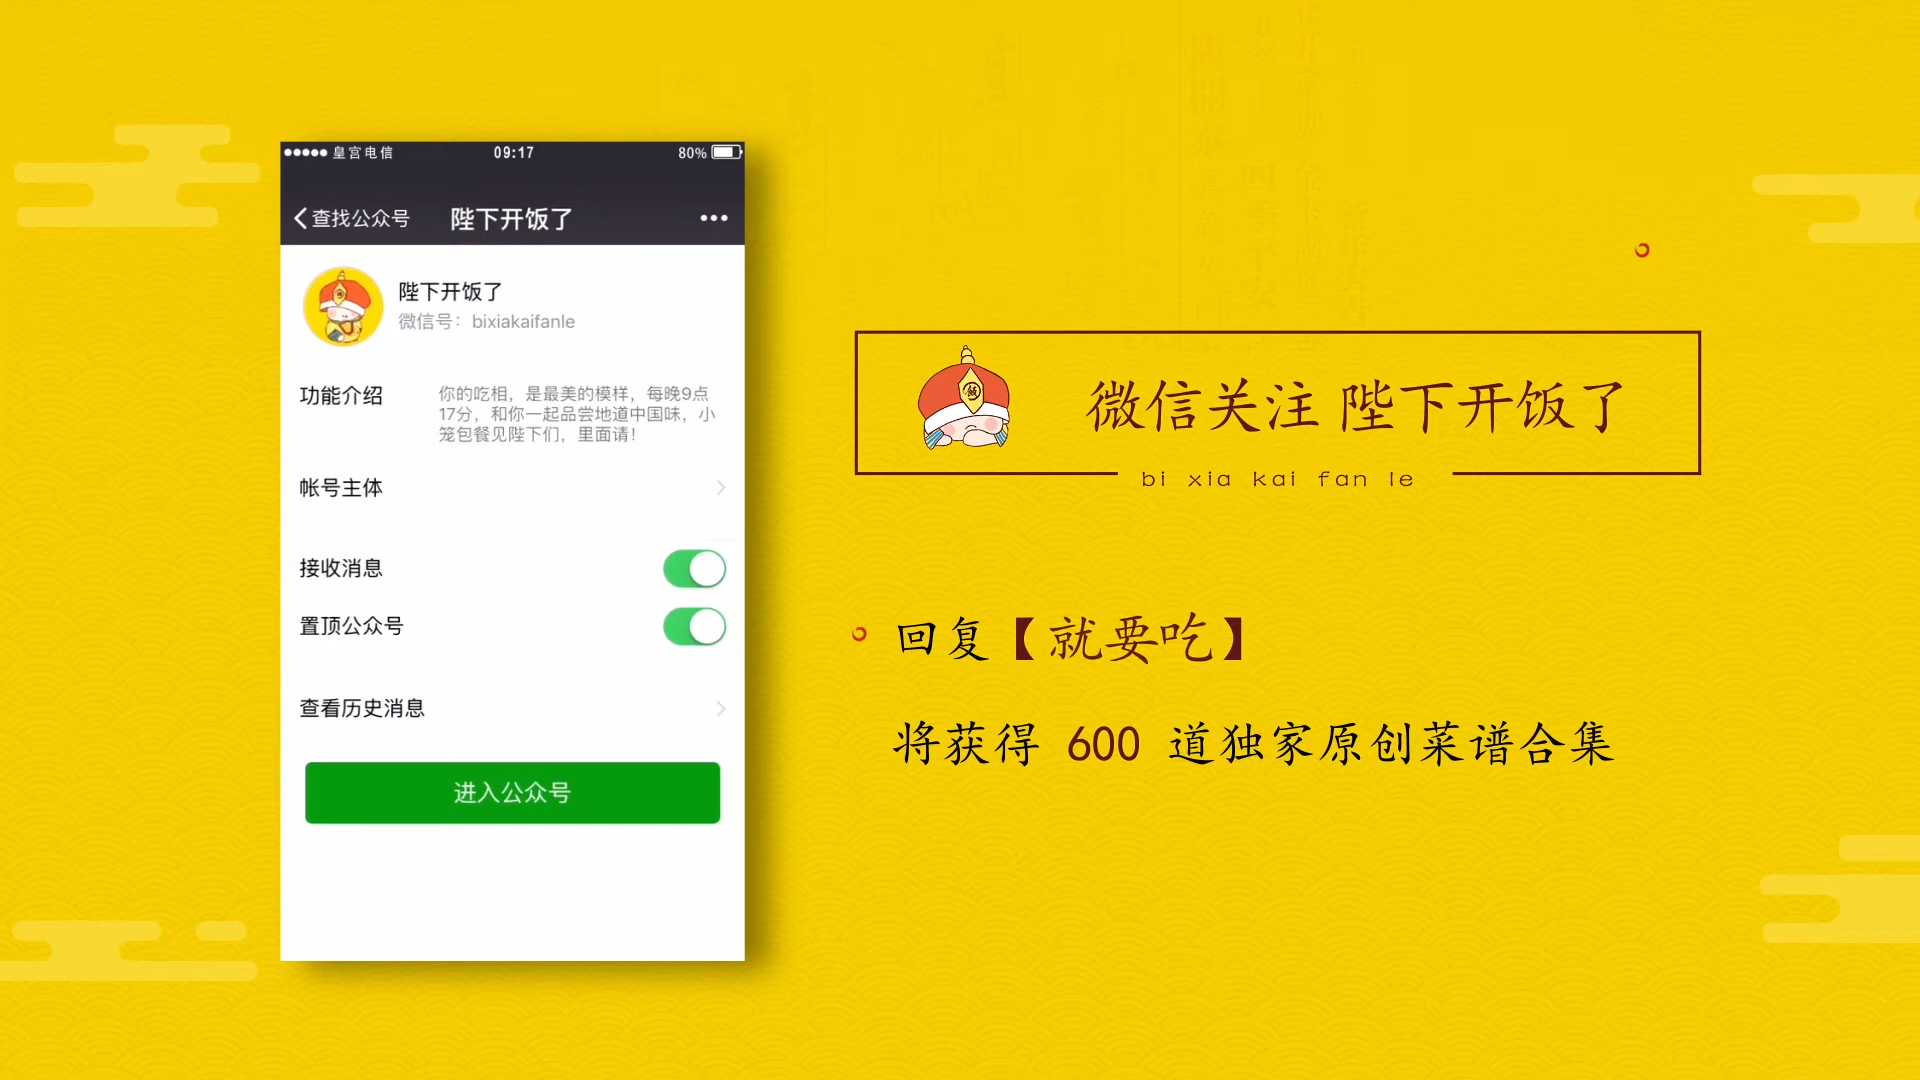 皇宫电信 09:17 80%
查找公众号 陛下开饭了
陛下开饭了
微信号：bixiakaifanle
功能介绍
你的吃相，是最美的模样，每晚9点
17分，和你一起品尝地道中国味，小
笼包餐见陛下们，里面请！
帐号主体
接收消息
置顶公众号
查看历史消息
进入公众号
飯
微信关注 陛下开饭了
bi xia kai fan le
回复【就要吃】
将获得 600 道独家原创菜谱合集